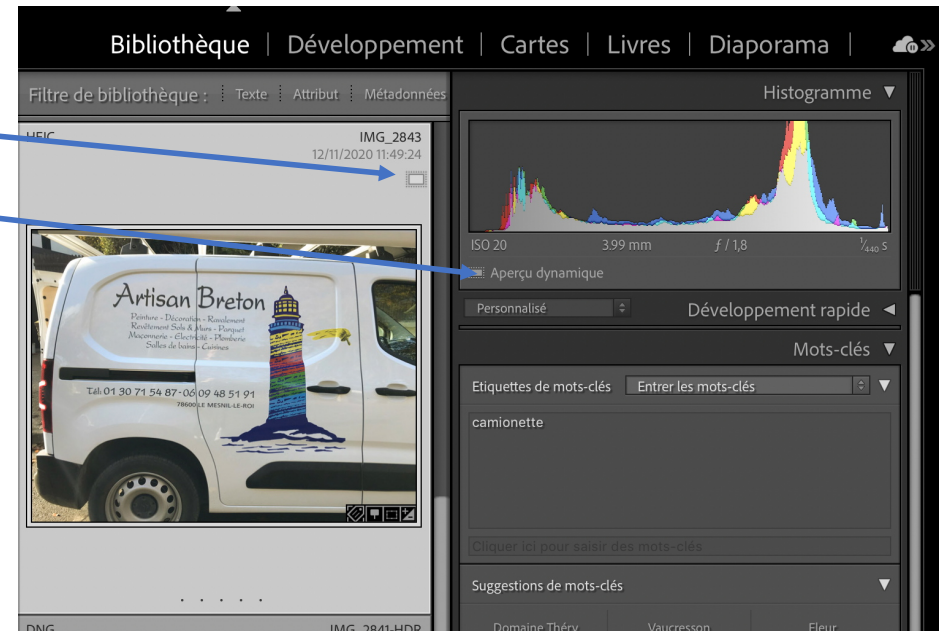 Bibliothèque | Développement | Cartes | Livres | Diaporama |
Filtre de bibliothèque : Texte Attribut Métadonnées
Histogramme
HEIC
IMG_2843
12/11/2020 11:49:24
ISO 20 3,99 mm ƒ / 1,8 1/440 s
Aperçu dynamique
Personnalisé
Développement rapide
Mots-clés
Etiquettes de mots-clés Entrer les mots-clés
camionette
Cliquer ici pour saisir des mots-clés
Suggestions de mots-clés
Domaine Théry Vaucresson Fleur
Artisan Breton
Peinture - Décoration - Ravalement
Revêtement Sols & Murs - Parquet
Maçonnerie - Electricité - Plomberie
Salles de bains - Cuisines
Tél: 01 30 71 54 87 - 06 09 48 51 91
78600 LE MESNIL-LE-ROI
DNG
IMG_2841-HDR